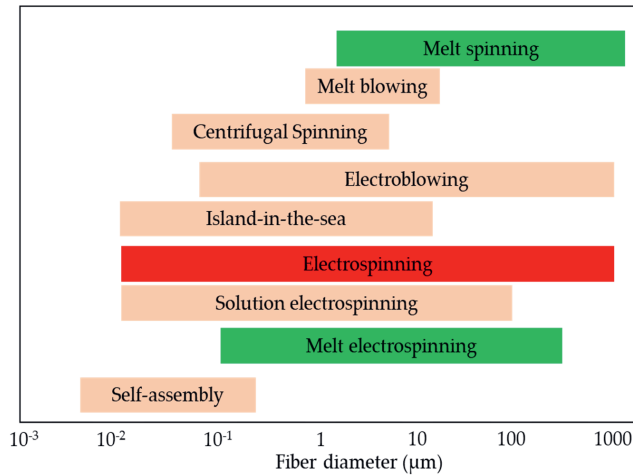 Melt spinning
Melt blowing
Centrifugal Spinning
Electroblowing
Island-in-the-sea
Electrospinning
Solution electrospinning
Melt electrospinning
Self-assembly
10⁻³ 10⁻² 10⁻¹ 1 10 100 1000
Fiber diameter (μm)